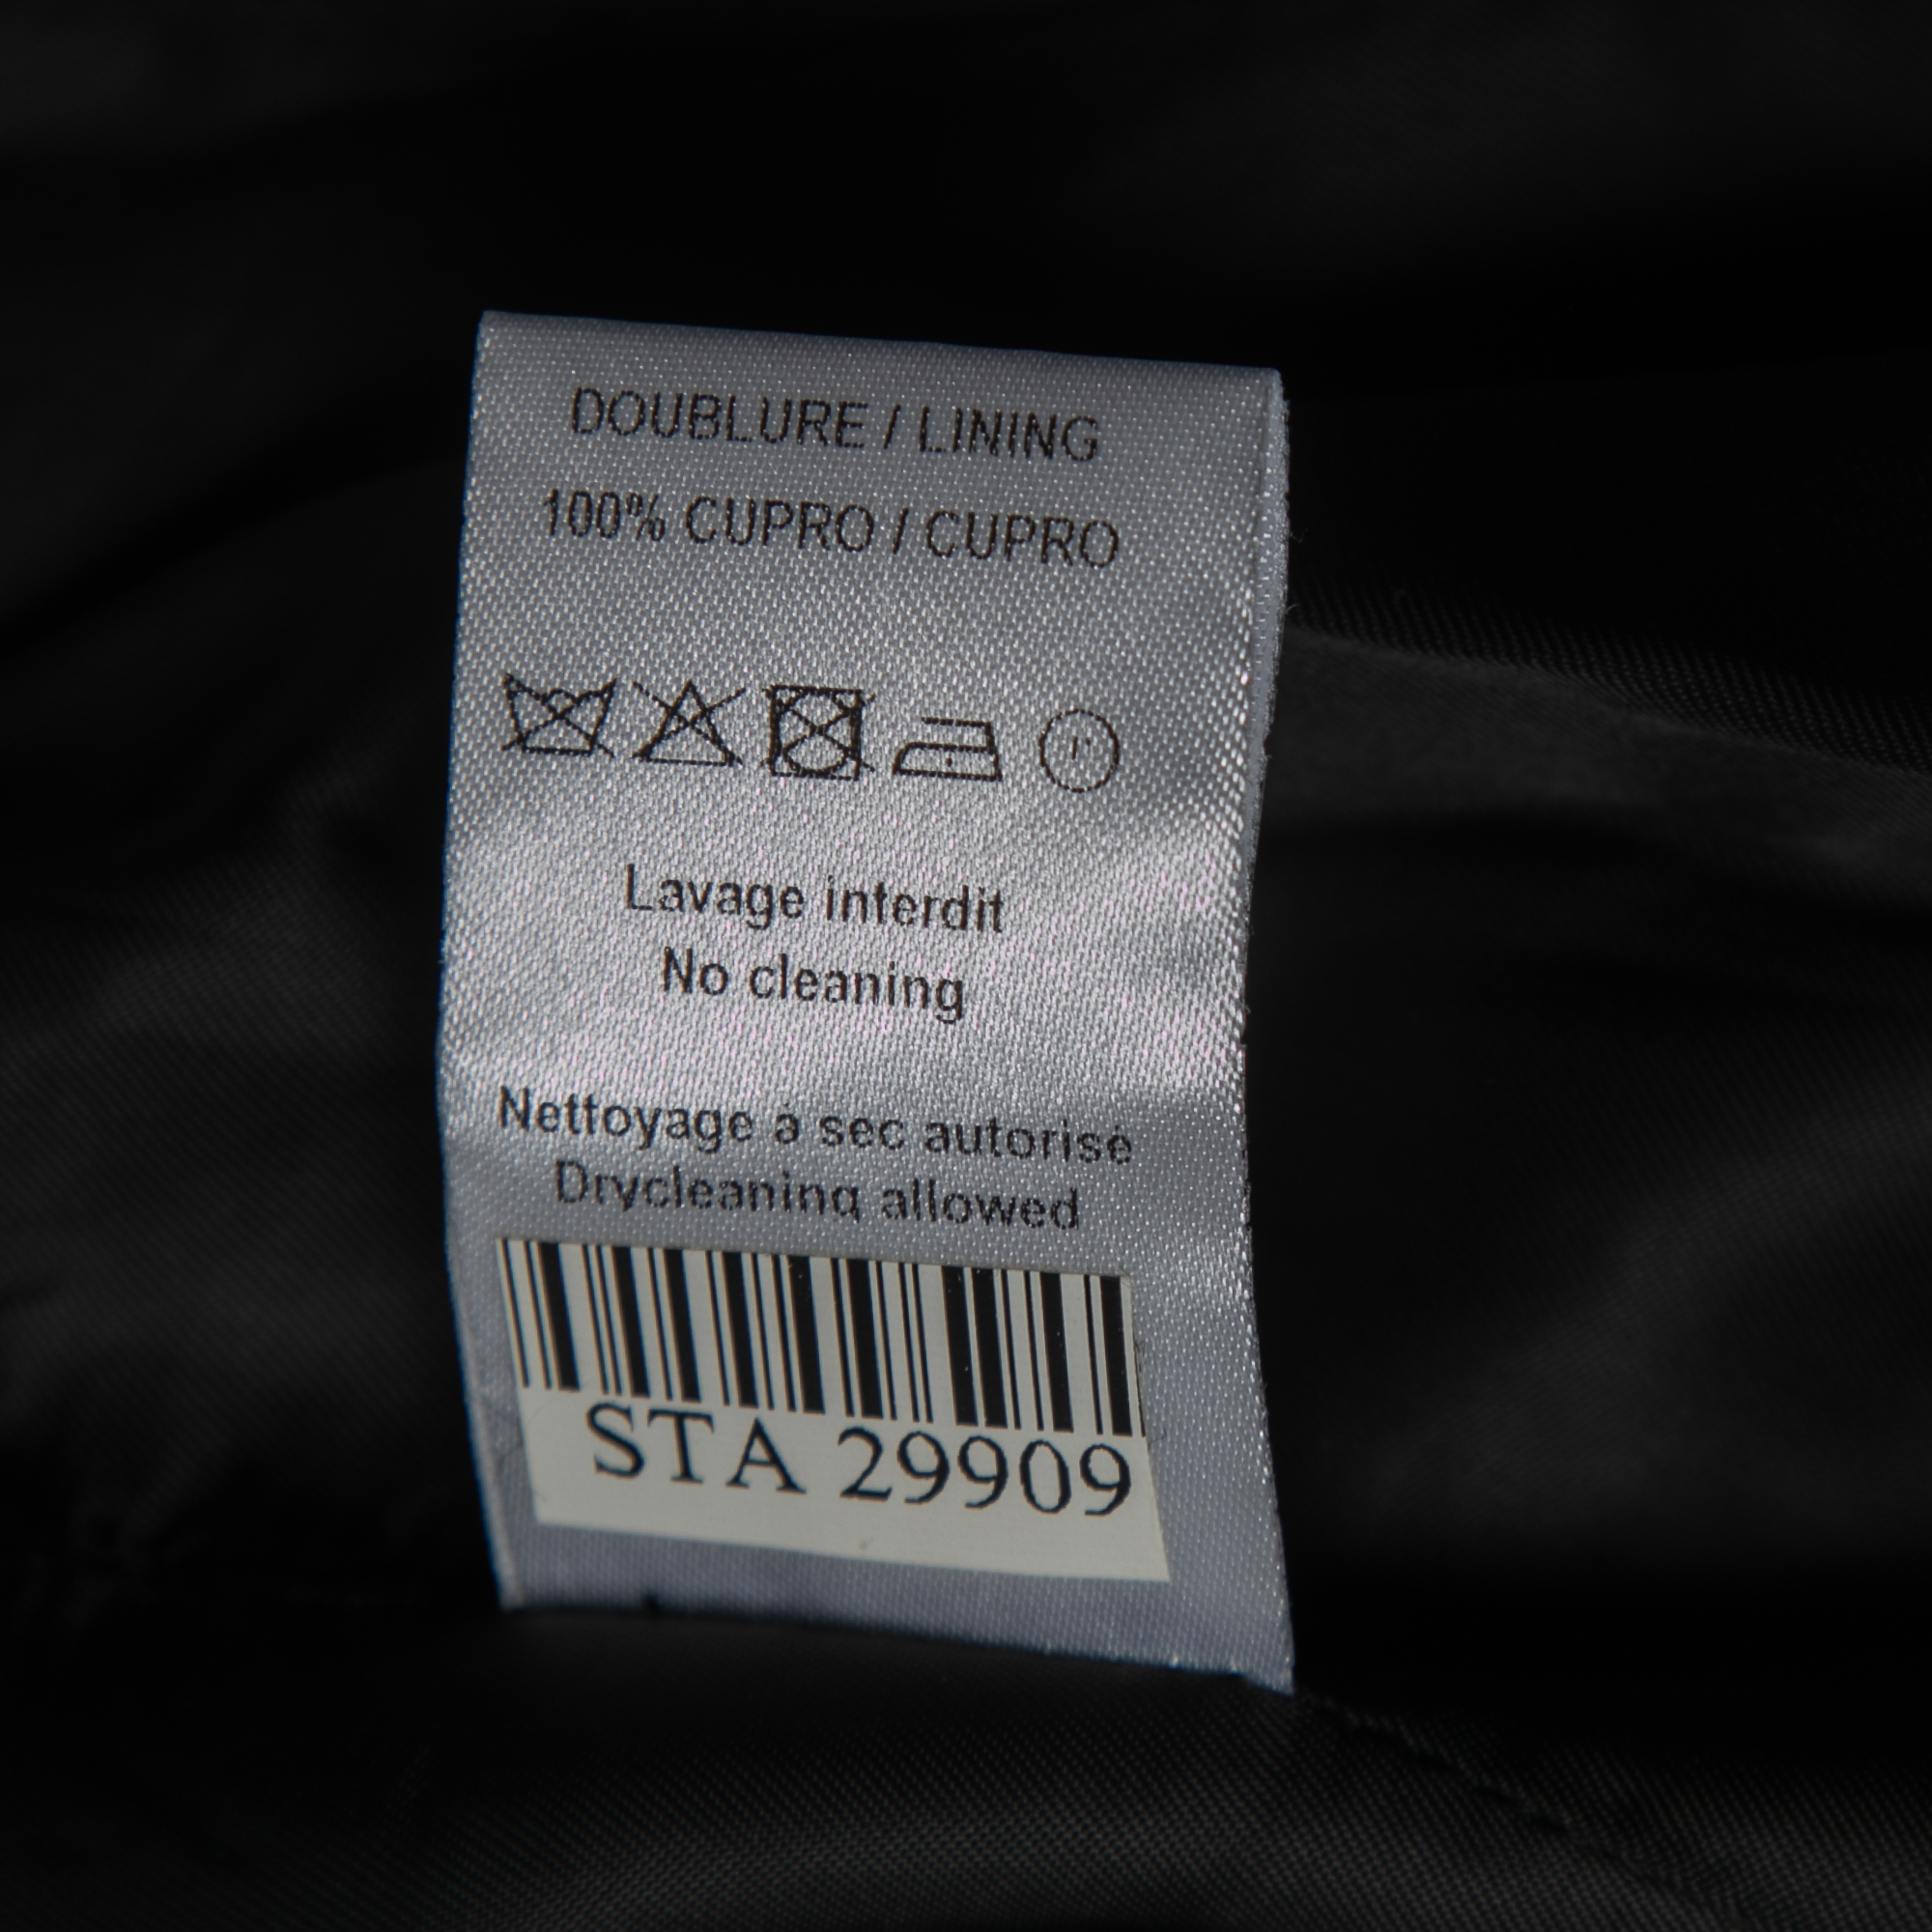 DOUBLURE / LINING
100% CUPRO / CUPRO
Lavage interdit
No cleaning
Nettoyage à sec autorisé
Drycleaning allowed
STA 29909